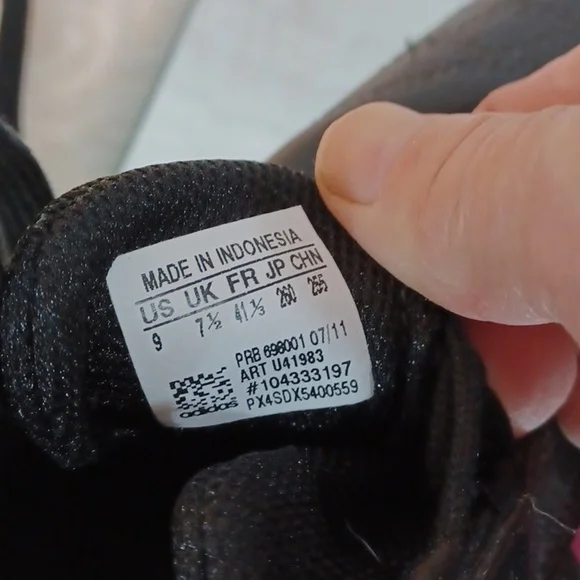 MADE IN INDONESIA
US UK FR JP CHN
9 7½ 41⅓ 260 255
PRB 698001 07/11
ART U41983
#104333197
PX4SDX5400559
adidas